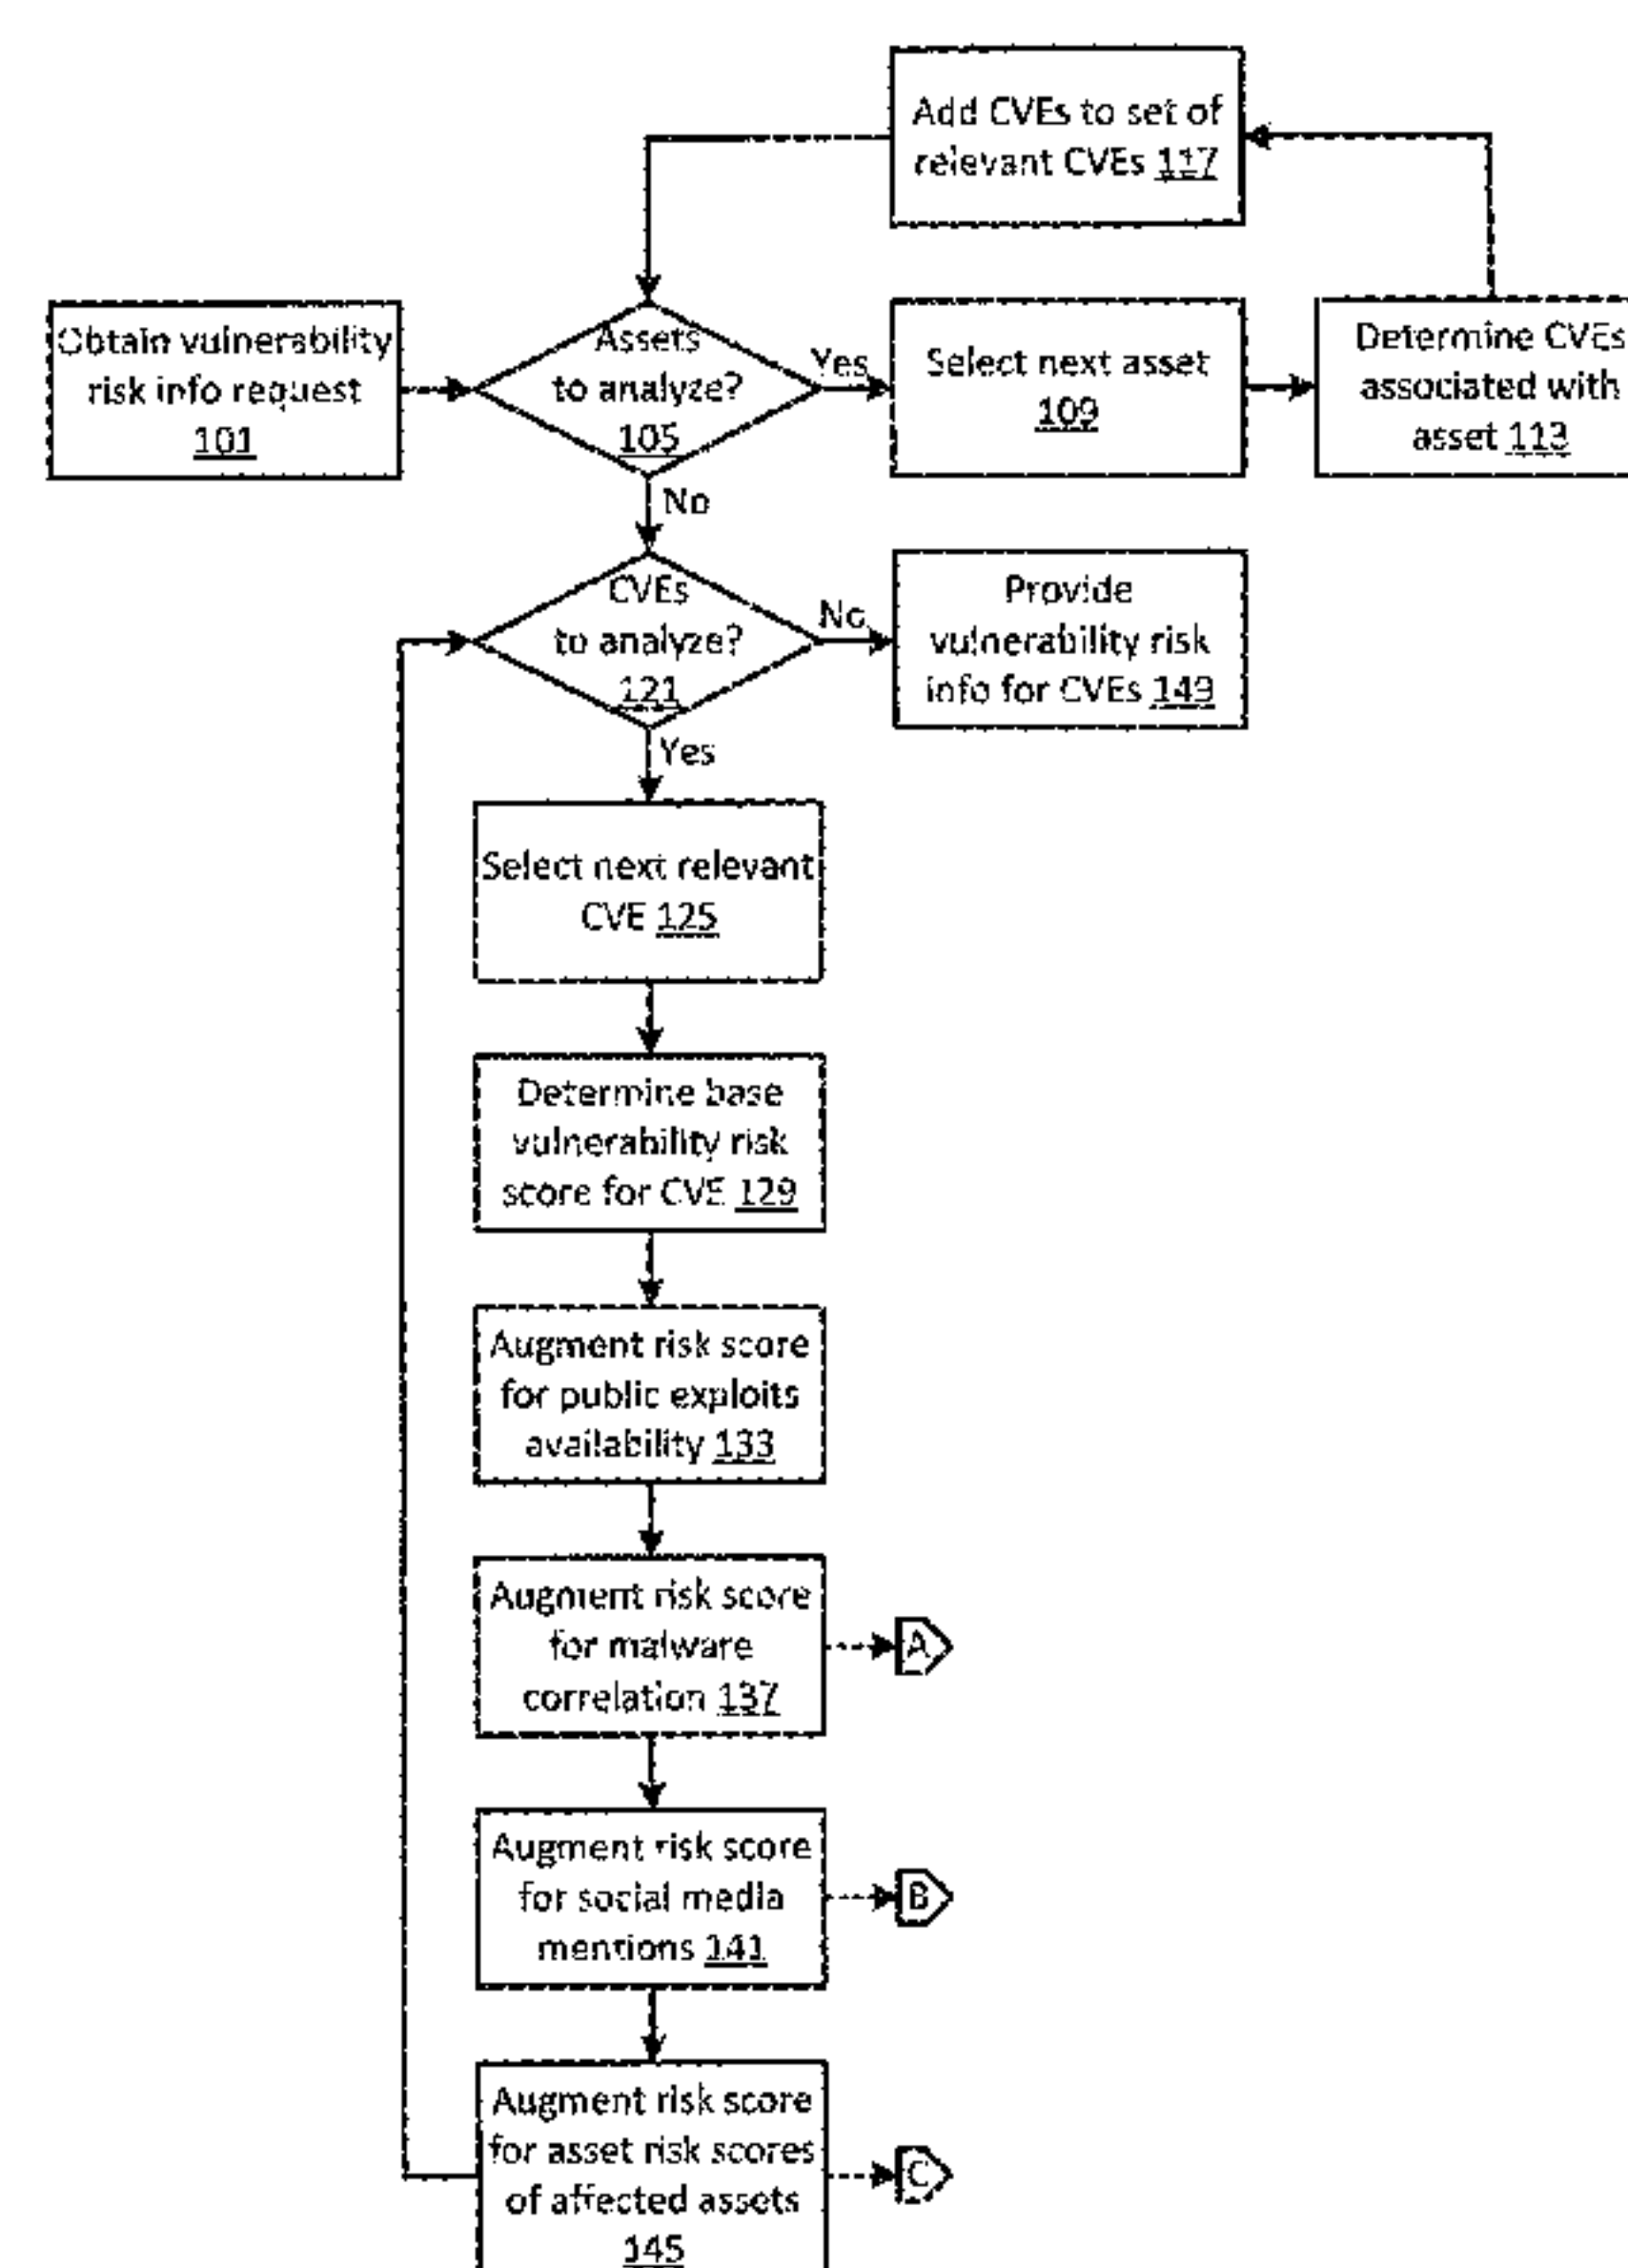 Add CVEs to set of
relevant CVEs 117
Obtain vulnerability
risk info request
101
Assets
to analyze?
105
Yes
Select next asset
109
Determine CVEs
associated with
asset 113
No
CVEs
to analyze?
121
No
Provide
vulnerability risk
info for CVEs 149
Yes
Select next relevant
CVE 125
Determine base
vulnerability risk
score for CVE 129
Augment risk score
for public exploits
availability 133
Augment risk score
for malware
correlation 137
A
Augment risk score
for social media
mentions 141
B
Augment risk score
for asset risk scores
of affected assets
145
C